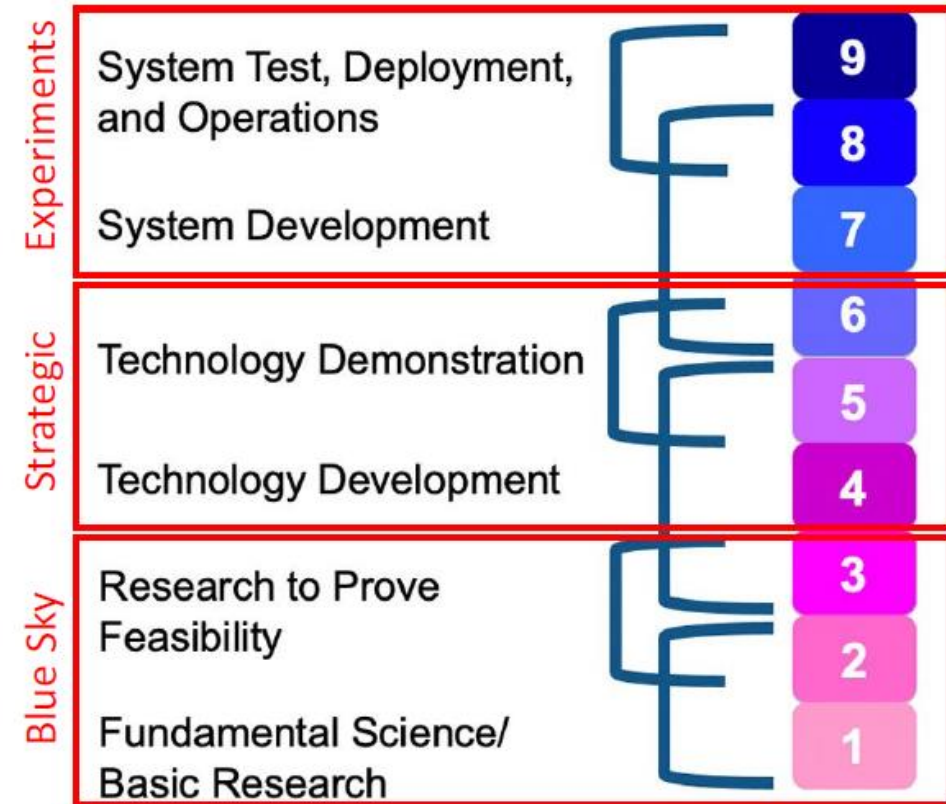 Experiments
System Test, Deployment,
and Operations
System Development
9
8
7
Strategic
Technology Demonstration
Technology Development
6
5
4
Blue Sky
Research to Prove
Feasibility
Fundamental Science/
Basic Research
3
2
1